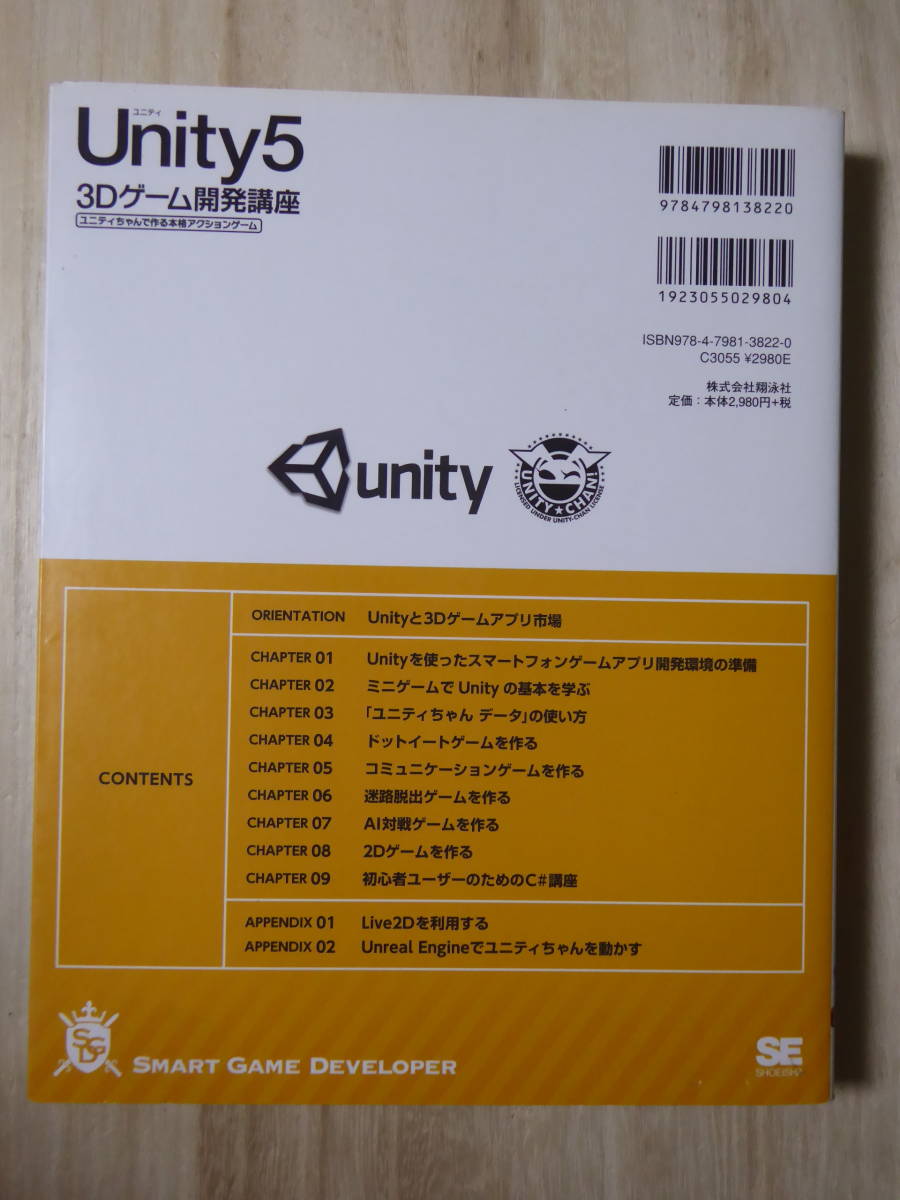 ユニティ
Unity5
3Dゲーム開発講座
ユニティちゃんで作る本格アクションゲーム
9784798138220
1923055029804
ISBN978-4-7981-3822-0
C3055 ¥2980E
株式会社翔泳社
定価：本体2,980円+税
unity
UNITY★CHAN!
LICENSED UNDER UNITY-CHAN LICENSE
CONTENTS
ORIENTATION Unityと3Dゲームアプリ市場
CHAPTER 01 Unityを使ったスマートフォンゲームアプリ開発環境の準備
CHAPTER 02 ミニゲームで Unity の基本を学ぶ
CHAPTER 03 「ユニティちゃん データ」の使い方
CHAPTER 04 ドットイートゲームを作る
CHAPTER 05 コミュニケーションゲームを作る
CHAPTER 06 迷路脱出ゲームを作る
CHAPTER 07 AI対戦ゲームを作る
CHAPTER 08 2Dゲームを作る
CHAPTER 09 初心者ユーザーのためのC#講座
APPENDIX 01 Live2Dを利用する
APPENDIX 02 Unreal Engineでユニティちゃんを動かす
SMART GAME DEVELOPER
SE
SHOEISHA